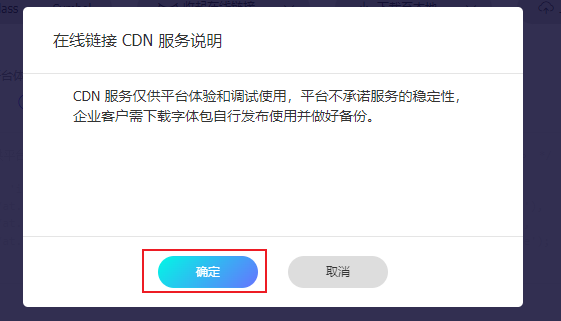 在线链接 CDN 服务说明
CDN 服务仅供平台体验和调试使用，平台不承诺服务的稳定性，
企业客户需下载字体包自行发布使用并做好备份。
确定
取消